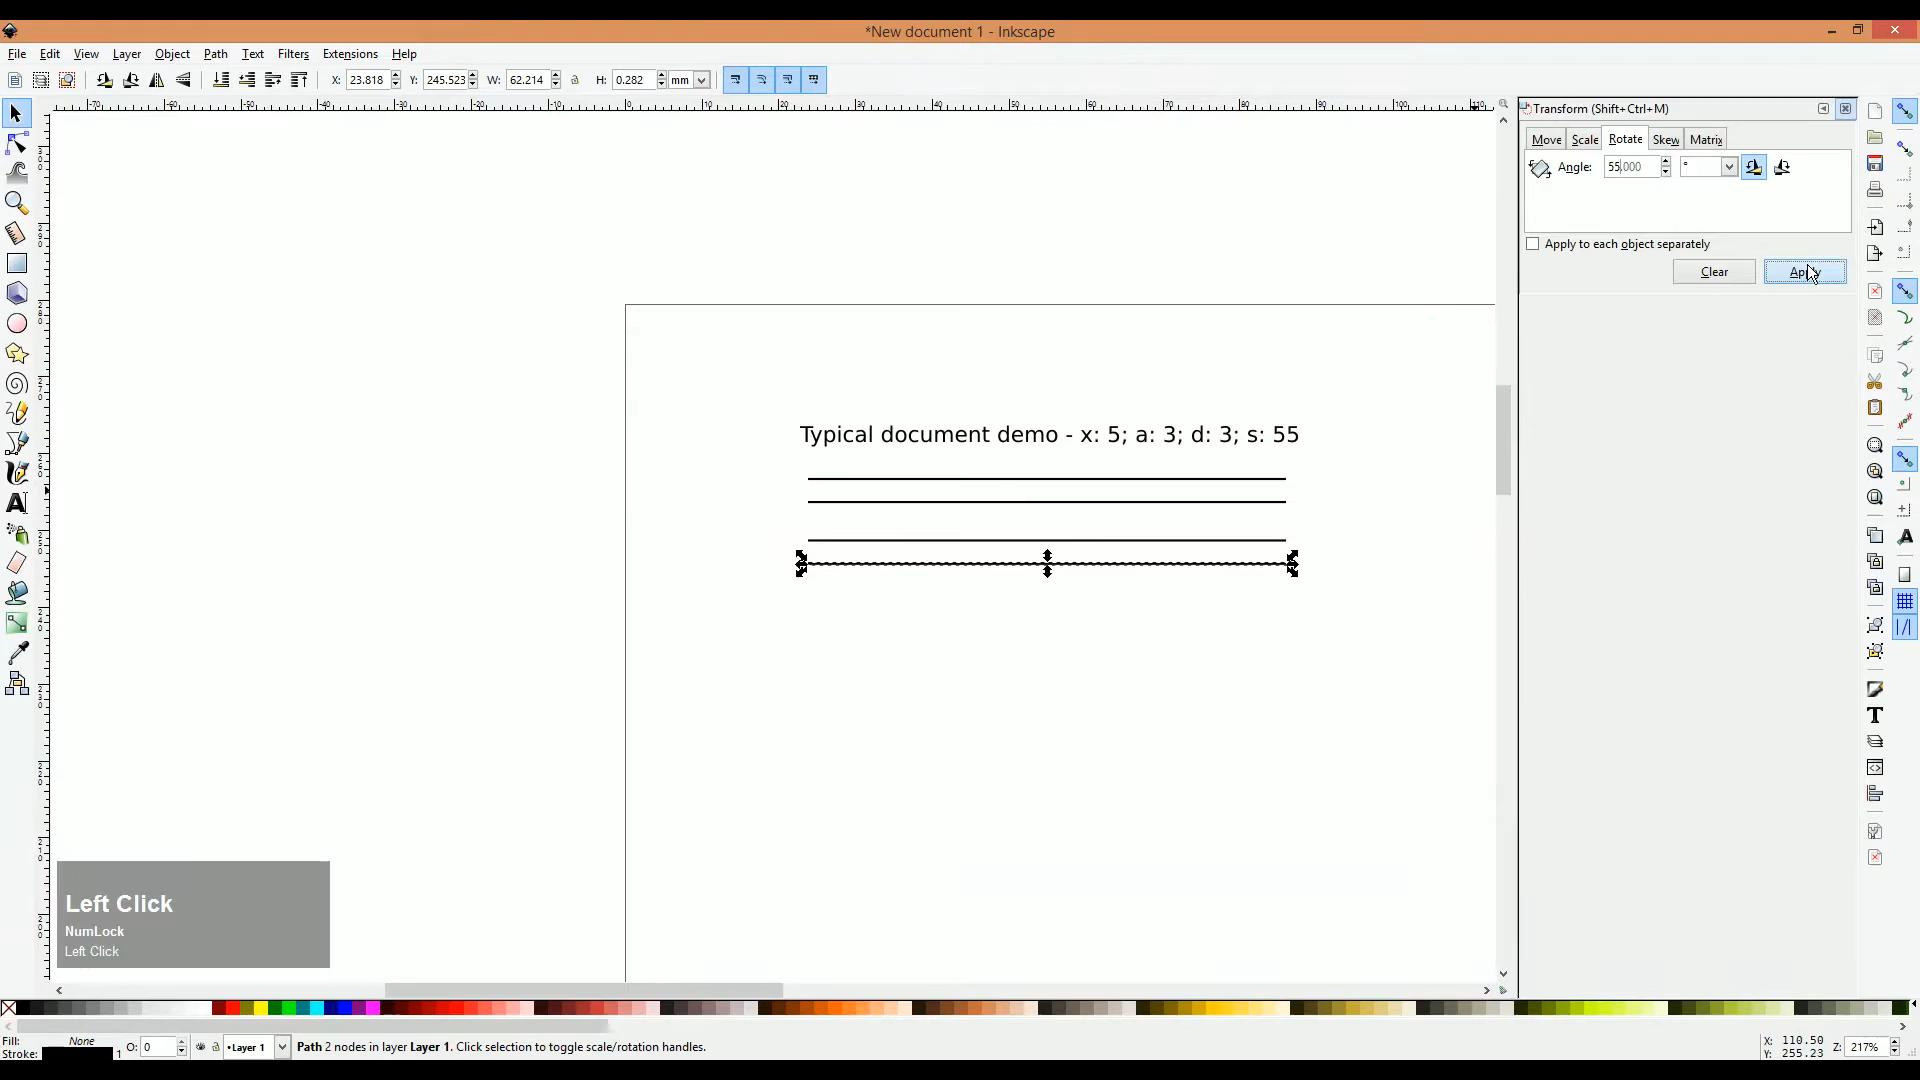 *New document 1 - Inkscape
File Edit View Layer Object Path Text Filters Extensions Help
X: 23.818 Y: 245.523 W: 62.214 H: 0.282 mm
Transform (Shift+Ctrl+M)
Move Scale Rotate Skew Matrix
Angle: 55.000 °
Apply to each object separately
Clear Apply
Typical document demo - x: 5; a: 3; d: 3; s: 55
Left Click
NumLock
Left Click
Fill: None
Stroke: 1 O: 0 •Layer 1 Path 2 nodes in layer Layer 1. Click selection to toggle scale/rotation handles.
X: 110.50
Y: 255.23
Z: 217%